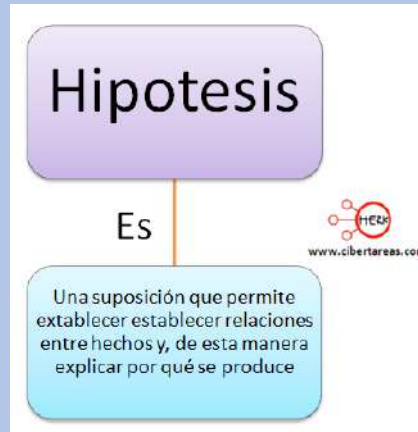 Hipotesis
Es
HERK
www.cibertareas.co
Una suposición que permite
extablecer establecer relaciones
entre hechos y, de esta manera
explicar por qué se produce